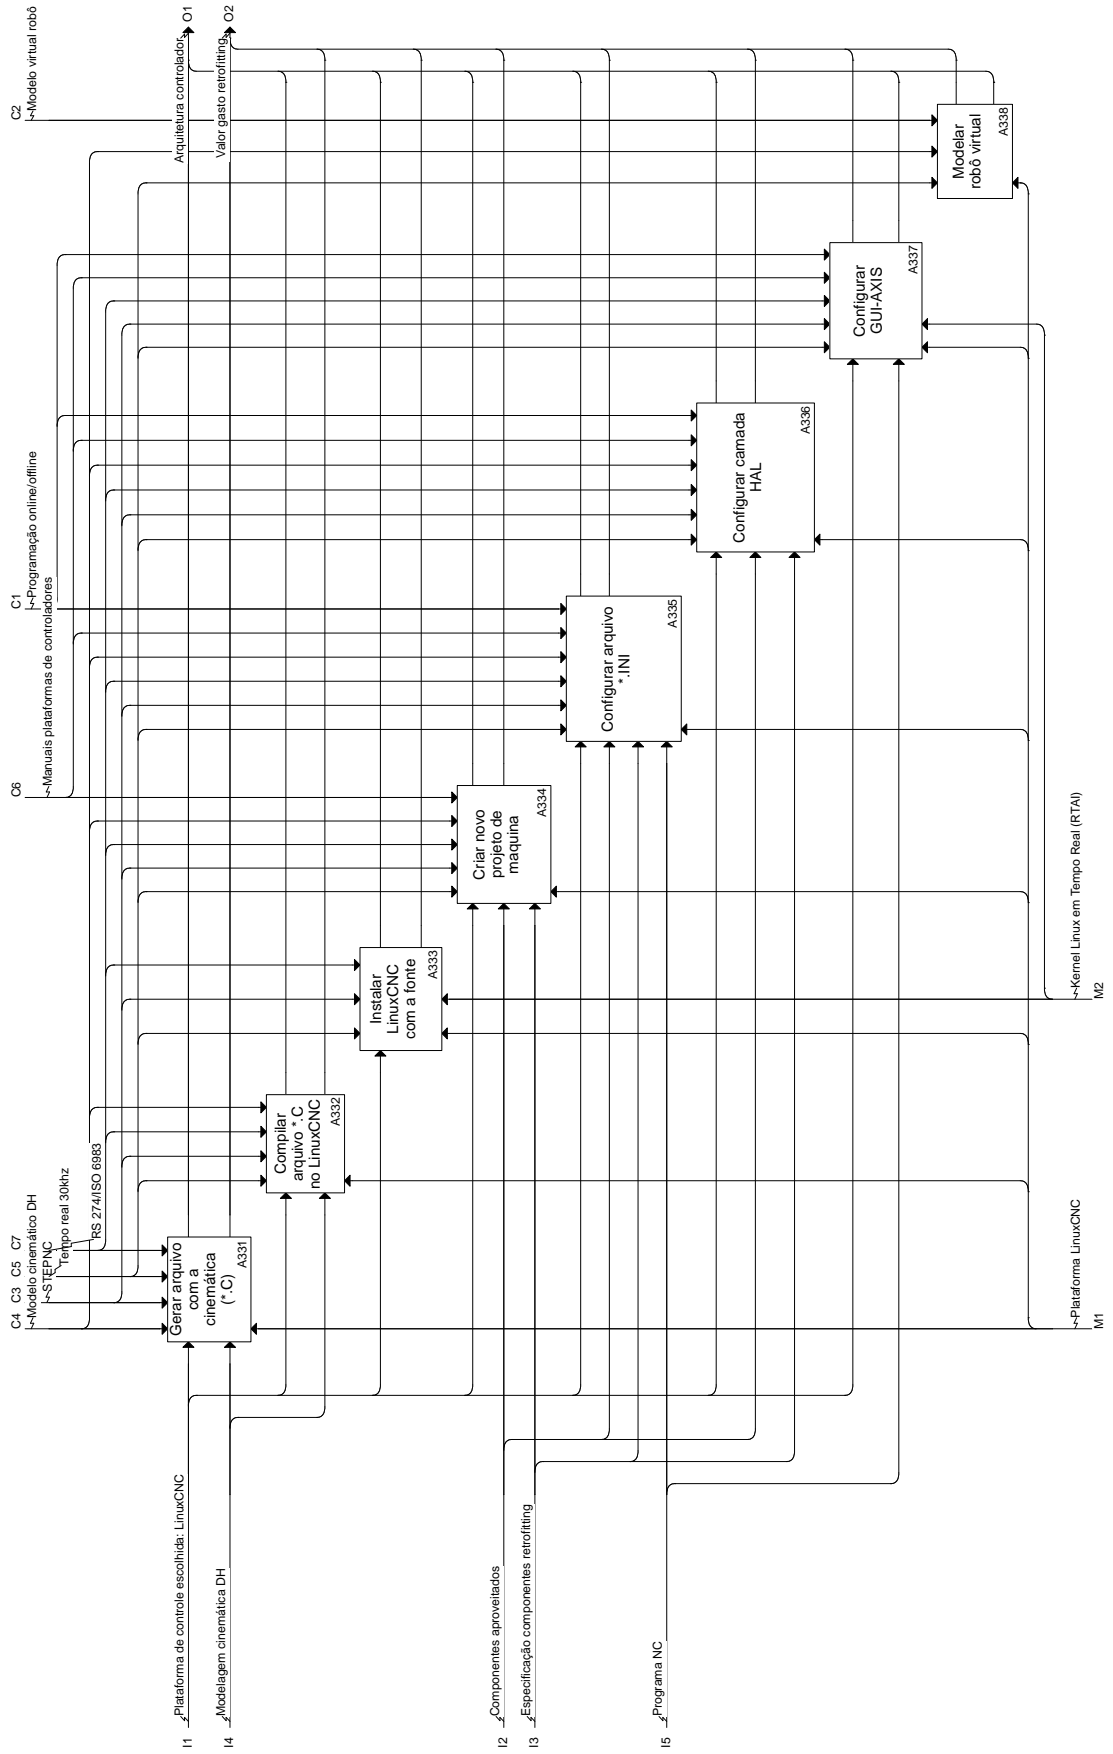 C4
C3
C5
C7
C6
C1
C2
Modelo cinemático DH
STEPNC
Tempo real 30khz
RS 274/ISO 6983
Manuais plataformas de controladores
Programação online/offline
Modelo virtual robô
I1
Plataforma de controle escolhida: LinuxCNC
I4
Modelagem cinemática DH
I2
Componentes aproveitados
I3
Especificação componentes retrofitting
I5
Programa NC
Gerar arquivo
com a
cinemática
(*.C)
A331
Compilar
arquivo *.C
no LinuxCNC
A332
Instalar
LinuxCNC
com a fonte
A333
Criar novo
projeto de
maquina
A334
Configurar arquivo
*.INI
A335
Configurar camada
HAL
A336
Configurar
GUI-AXIS
A337
Modelar
robô virtual
A338
Arquitetura controlador
O1
Valor gasto retrofitting
O2
Plataforma LinuxCNC
M1
Kernel Linux em Tempo Real (RTAI)
M2